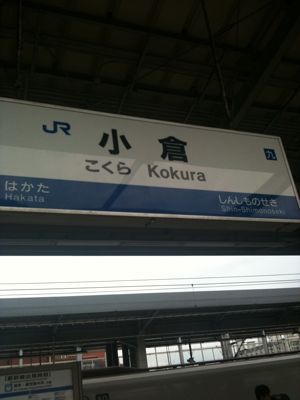 JR 小倉 九
こくら Kokura
はかた しんしものせき
Hakata Shin-Shimonoseki